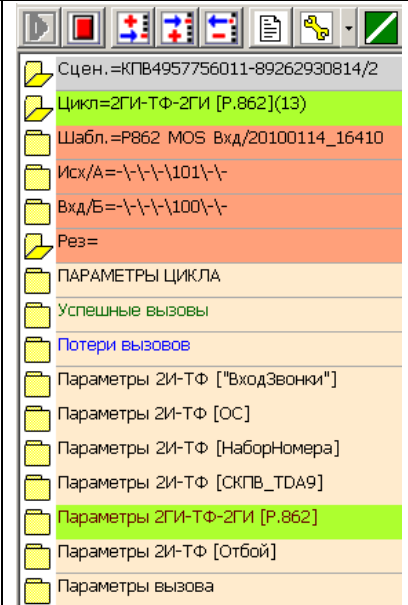 Сцен.=КПВ4957756011-89262930814/2
Цикл=2ГИ-ТФ-2ГИ [Р.862](13)
Шабл.=P862 MOS Вхд/20100114_16410
Исх/А=-\-\-\-\101\-\-
Вхд/Б=-\-\-\-\100\-\-
Рез=
ПАРАМЕТРЫ ЦИКЛА
Успешные вызовы
Потери вызовов
Параметры 2И-ТФ ["ВходЗвонки"]
Параметры 2И-ТФ [ОС]
Параметры 2И-ТФ [НаборНомера]
Параметры 2И-ТФ [СКПВ_TDA9]
Параметры 2ГИ-ТФ-2ГИ [Р.862]
Параметры 2И-ТФ [Отбой]
Параметры вызова